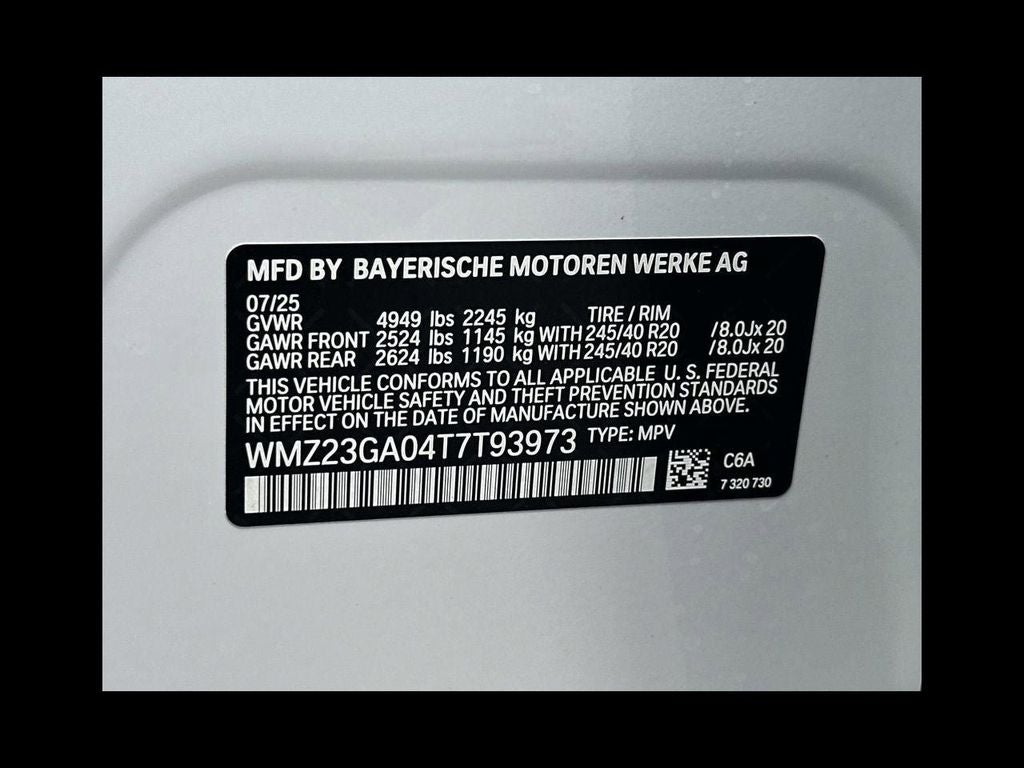 MFD BY BAYERISCHE MOTOREN WERKE AG
07/25
GVWR 4949 lbs 2245 kg TIRE / RIM
GAWR FRONT 2524 lbs 1145 kg WITH 245/40 R20 /8.0Jx 20
GAWR REAR 2624 lbs 1190 kg WITH 245/40 R20 /8.0Jx 20
THIS VEHICLE CONFORMS TO ALL APPLICABLE U. S. FEDERAL
MOTOR VEHICLE SAFETY AND THEFT PREVENTION STANDARDS
IN EFFECT ON THE DATE OF MANUFACTURE SHOWN ABOVE.
WMZ23GA04T7T93973 TYPE: MPV
C6A
7 320 730